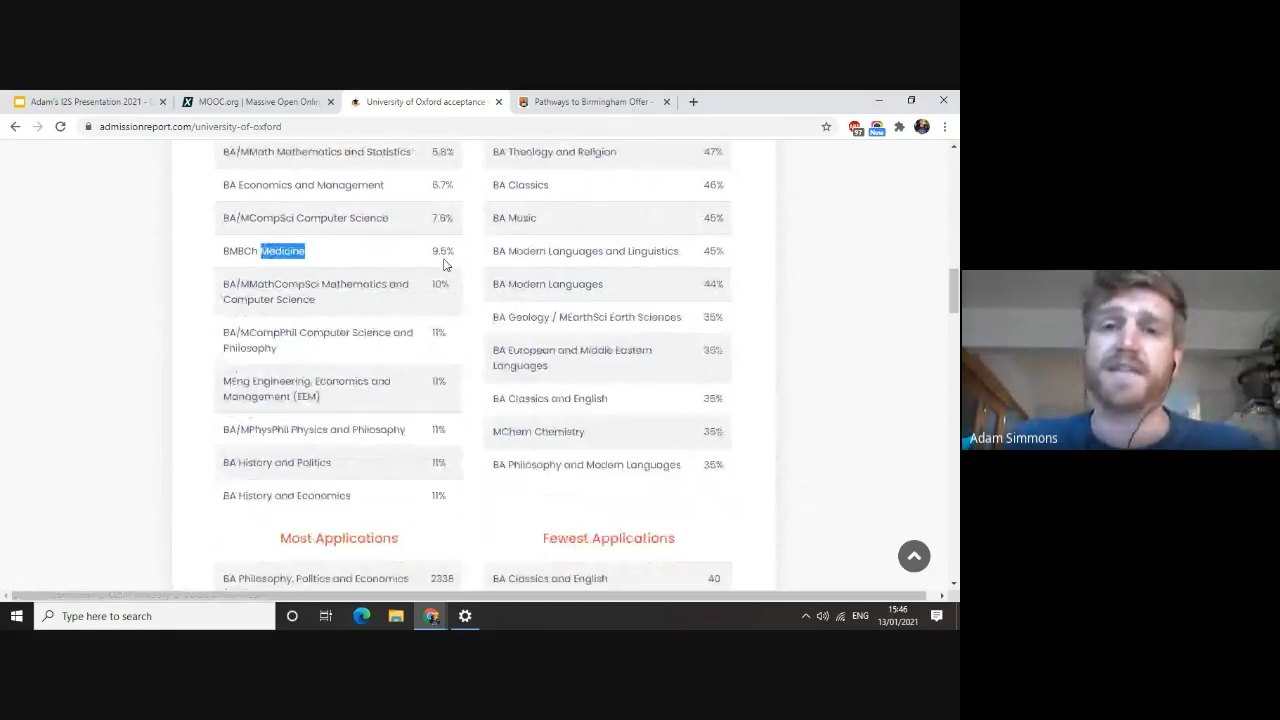 Adam's I2S Presentation 2021 -
MOOC.org | Massive Open Onlin
University of Oxford acceptance
Pathways to Birmingham Offer -
admissionreport.com/university-of-oxford
97
New
BA/MMath Mathematics and Statistics 5.8%
BA Economics and Management 6.7%
BA/MCompSci Computer Science 7.6%
BMBCh Medicine 9.5%
BA/MMathCompSci Mathematics and
Computer Science
10%
BA/MCompPhil Computer Science and
Philosophy
11%
MEng Engineering, Economics and
Management (EEM)
11%
BA/MPhysPhil Physics and Philosophy 11%
BA History and Politics 11%
BA History and Economics 11%
BA Theology and Religion 47%
BA Classics 46%
BA Music 45%
BA Modern Languages and Linguistics 45%
BA Modern Languages 44%
BA Geology / MEarthSci Earth Sciences 35%
BA European and Middle Eastern
Languages
35%
BA Classics and English 35%
MChem Chemistry 35%
BA Philosophy and Modern Languages 35%
Most Applications
BA Philosophy, Politics and Economics 2338
Fewest Applications
BA Classics and English 40
Adam Simmons
Type here to search
ENG
15:46
13/01/2021